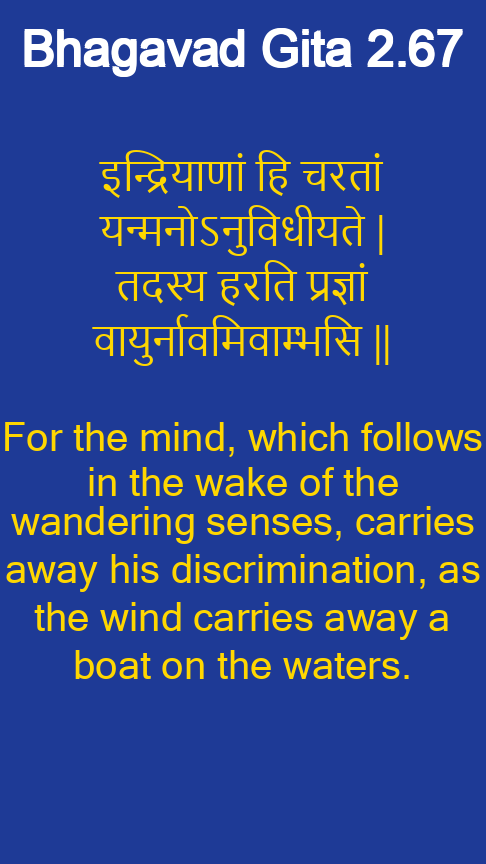 Bhagavad Gita 2.67
इन्द्रियाणां हि चरतां
यन्मनोऽनुविधीयते |
तदस्य हरति प्रज्ञां
वायुर्नावमिवाम्भसि ||
For the mind, which follows
in the wake of the
wandering senses, carries
away his discrimination, as
the wind carries away a
boat on the waters.